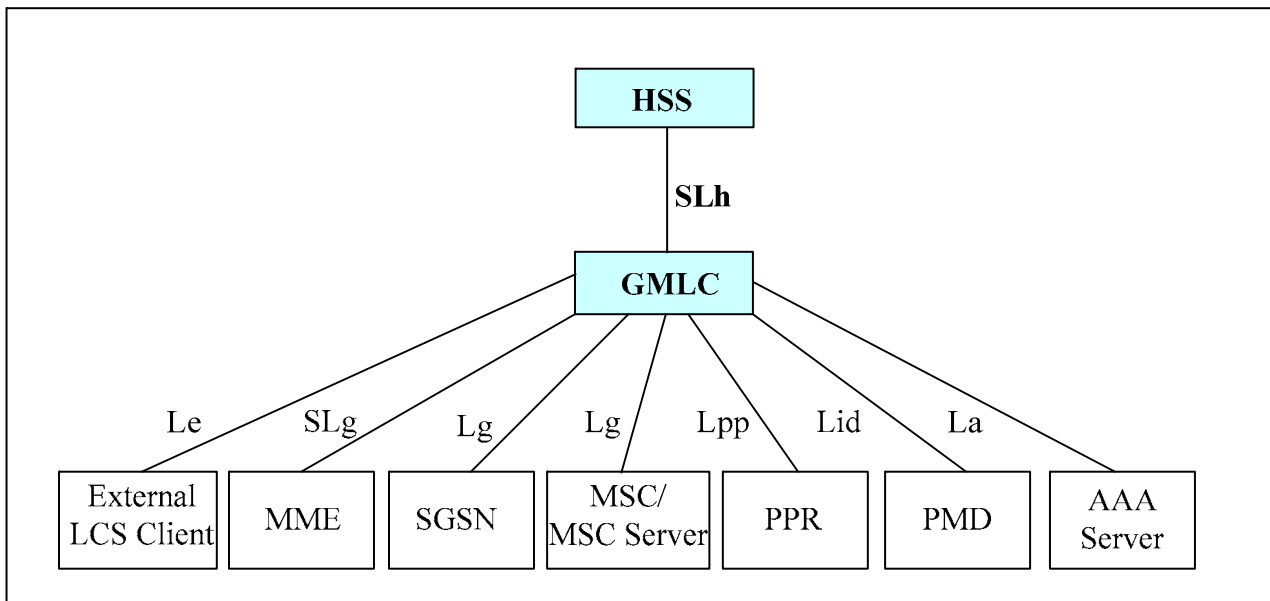 HSS
SLh
GMLC
Le
SLg
Lg
Lg
Lpp
Lid
La
External
LCS Client
MME
SGSN
MSC/
MSC Server
PPR
PMD
AAA
Server